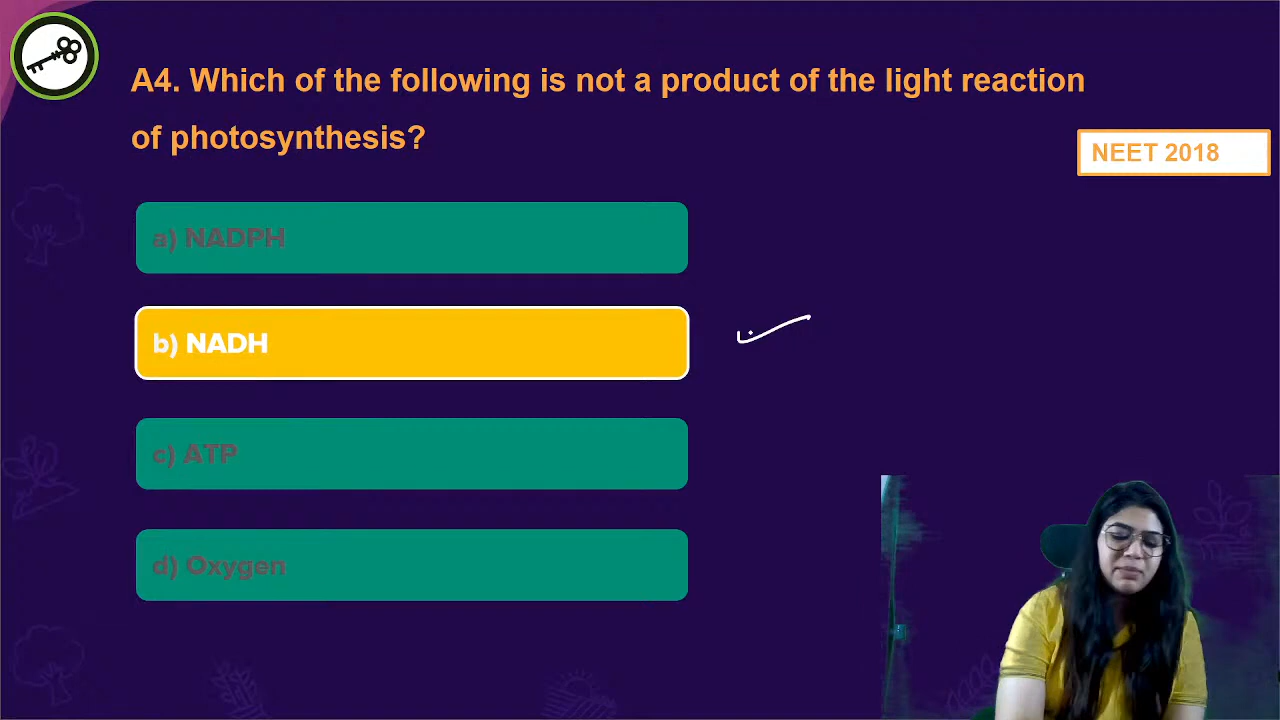 A4. Which of the following is not a product of the light reaction
of photosynthesis?
NEET 2018
a) NADPH
b) NADH
c) ATP
d) Oxygen